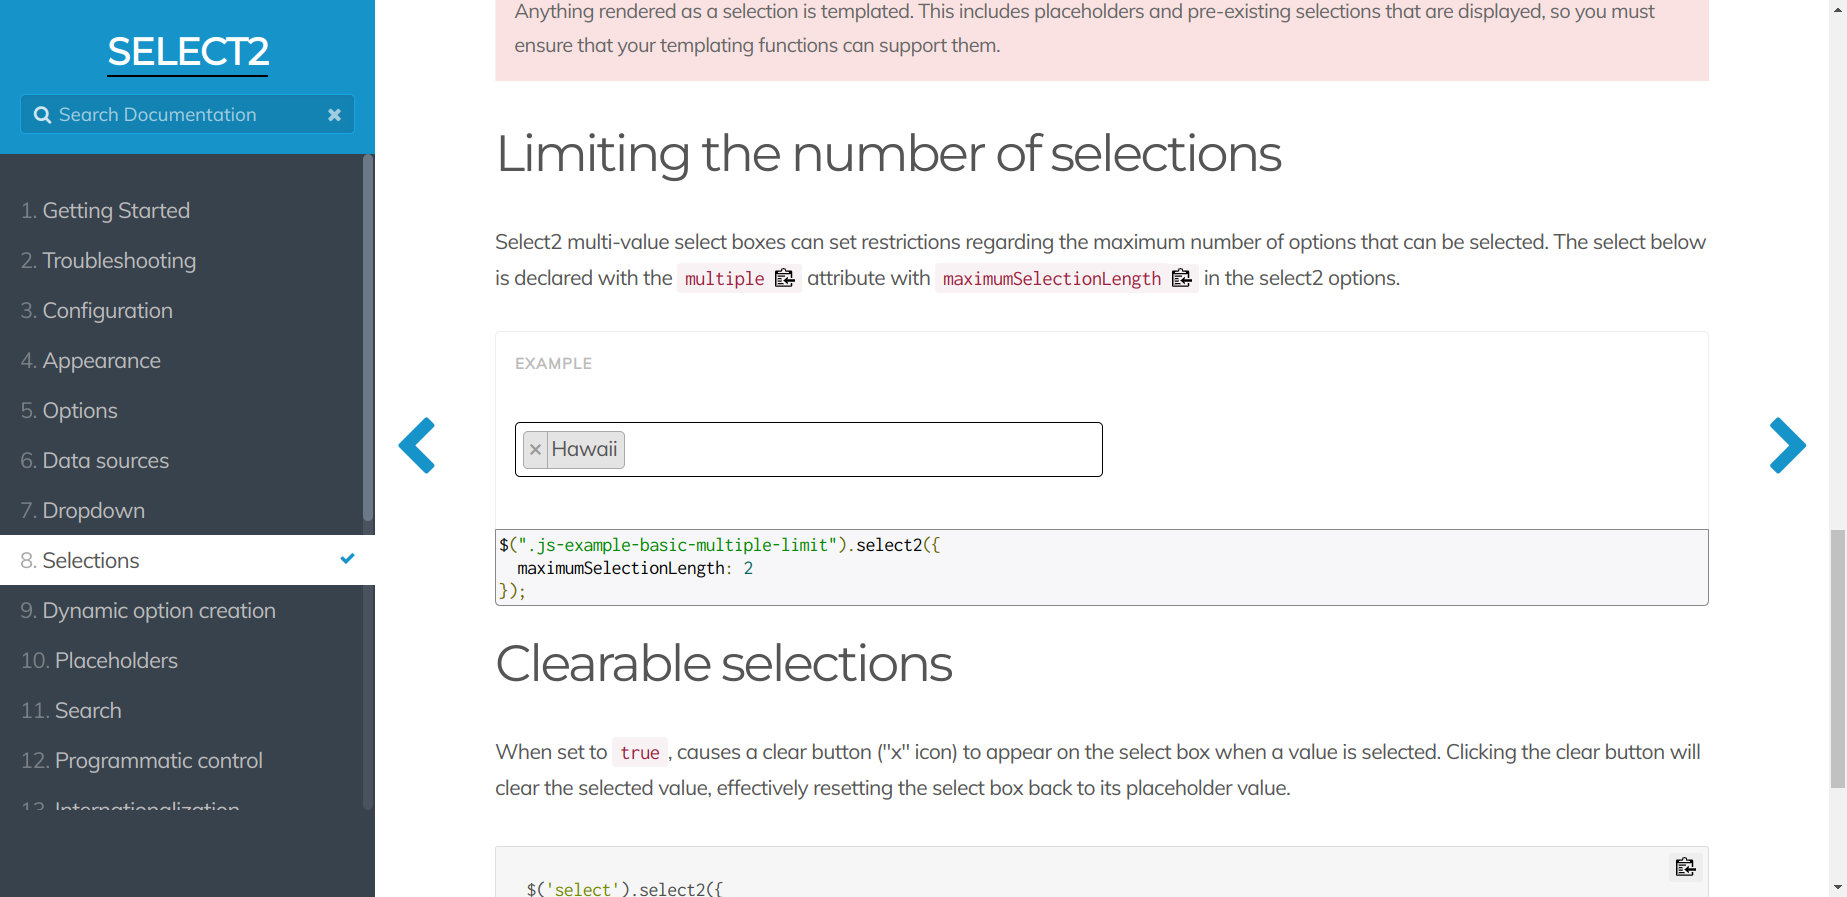 SELECT2
Search Documentation
1. Getting Started
2. Troubleshooting
3. Configuration
4. Appearance
5. Options
6. Data sources
7. Dropdown
8. Selections
9. Dynamic option creation
10. Placeholders
11. Search
12. Programmatic control
13. Internationalization
Anything rendered as a selection is templated. This includes placeholders and pre-existing selections that are displayed, so you must
ensure that your templating functions can support them.
Limiting the number of selections
Select2 multi-value select boxes can set restrictions regarding the maximum number of options that can be selected. The select below
is declared with the multiple attribute with maximumSelectionLength in the select2 options.
EXAMPLE
× Hawaii
$(".js-example-basic-multiple-limit").select2({
  maximumSelectionLength: 2
});
Clearable selections
When set to true , causes a clear button ("x" icon) to appear on the select box when a value is selected. Clicking the clear button will
clear the selected value, effectively resetting the select box back to its placeholder value.
$('select').select2({